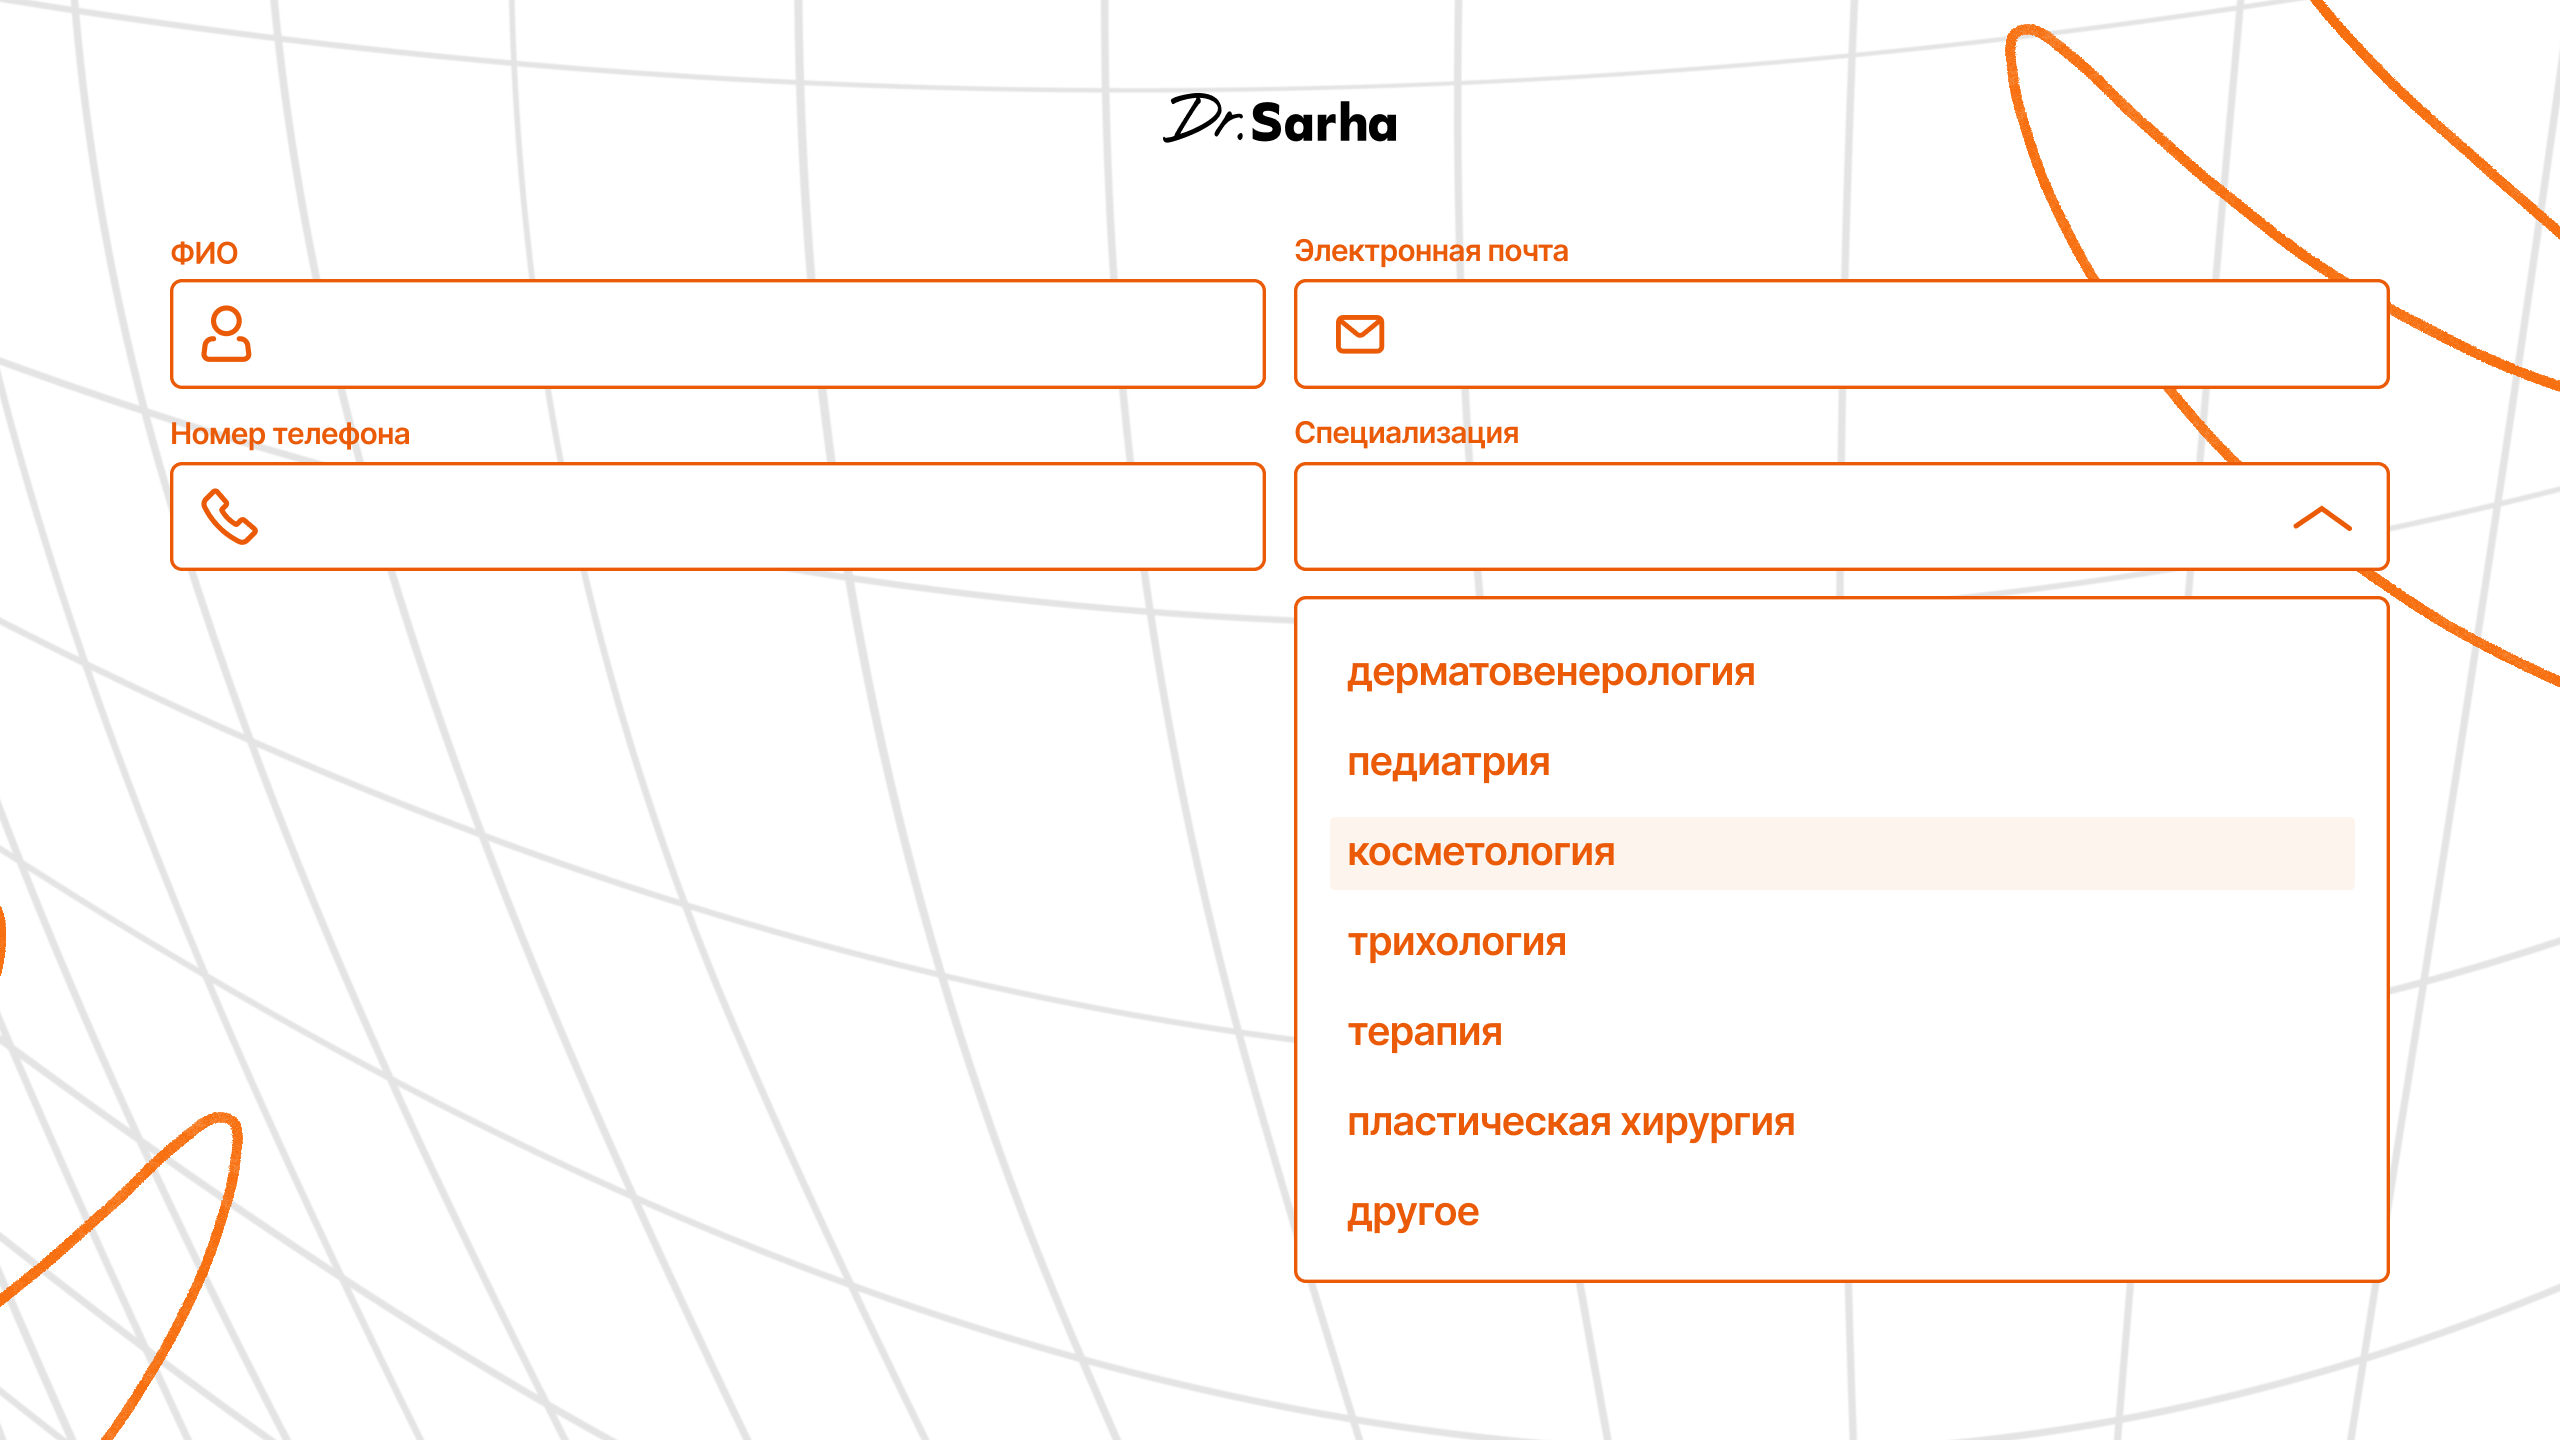 Dr.Sarha
ФИО
Электронная почта
Номер телефона
Специализация
дерматовенерология
педиатрия
косметология
трихология
терапия
пластическая хирургия
другое